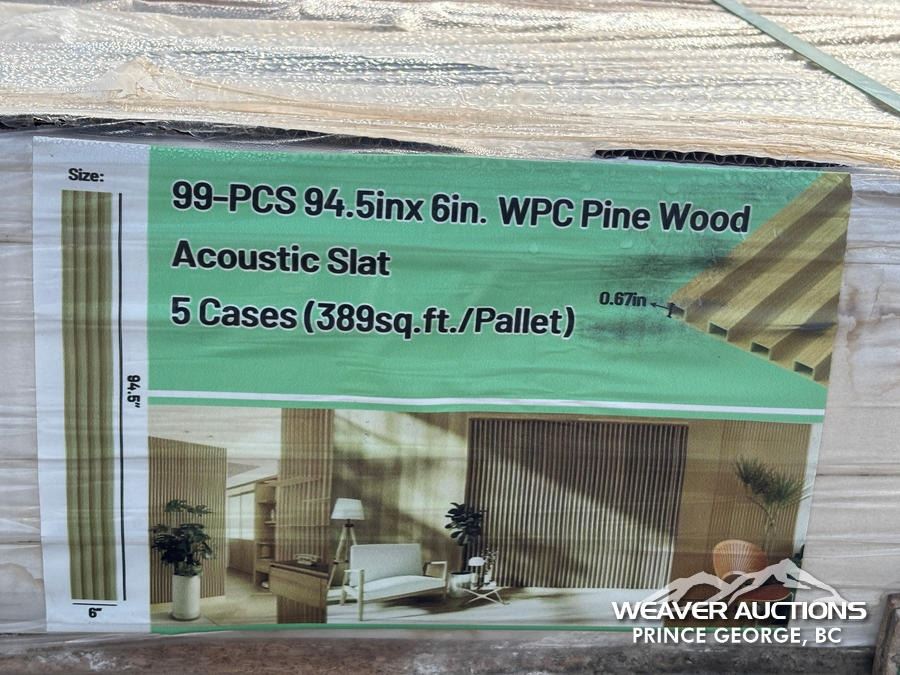 Size:
99-PCS 94.5inx 6in. WPC Pine Wood
Acoustic Slat
5 Cases (389sq.ft./Pallet)
0.67in
94.5"
6"
WEAVER AUCTIONS
PRINCE GEORGE, BC